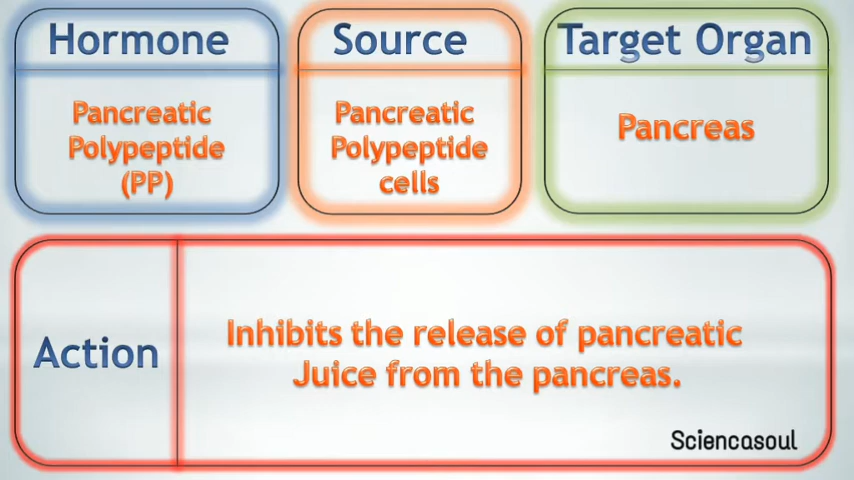 Hormone
Pancreatic
Polypeptide
(PP)
Source
Pancreatic
Polypeptide
cells
Target Organ
Pancreas
Action
Inhibits the release of pancreatic
Juice from the pancreas.
Sciencasoul